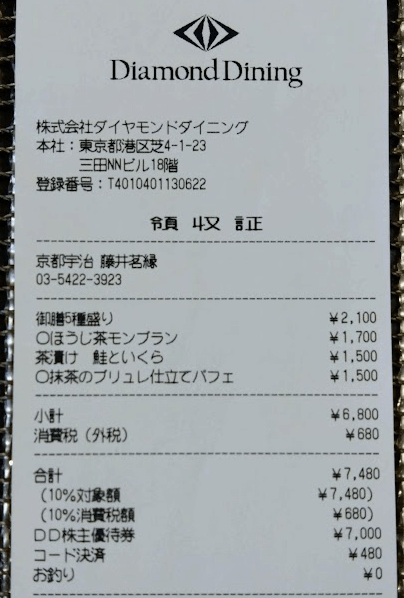 Diamond Dining
株式会社ダイヤモンドダイニング
本社：東京都港区芝4-1-23
三田NNビル18階
登録番号：T4010401130622
領 収 証
京都宇治 藤井茗縁
03-5422-3923
御膳5種盛り ¥2,100
〇ほうじ茶モンブラン ¥1,700
茶漬け 鮭といくら ¥1,500
〇抹茶のブリュレ仕立てパフェ ¥1,500
小計 ¥6,800
消費税（外税） ¥680
合計 ¥7,480
（10%対象額 ¥7,480）
（10%消費税額 ¥680）
ＤＤ株主優待券 ¥7,000
コード決済 ¥480
お釣り ¥0